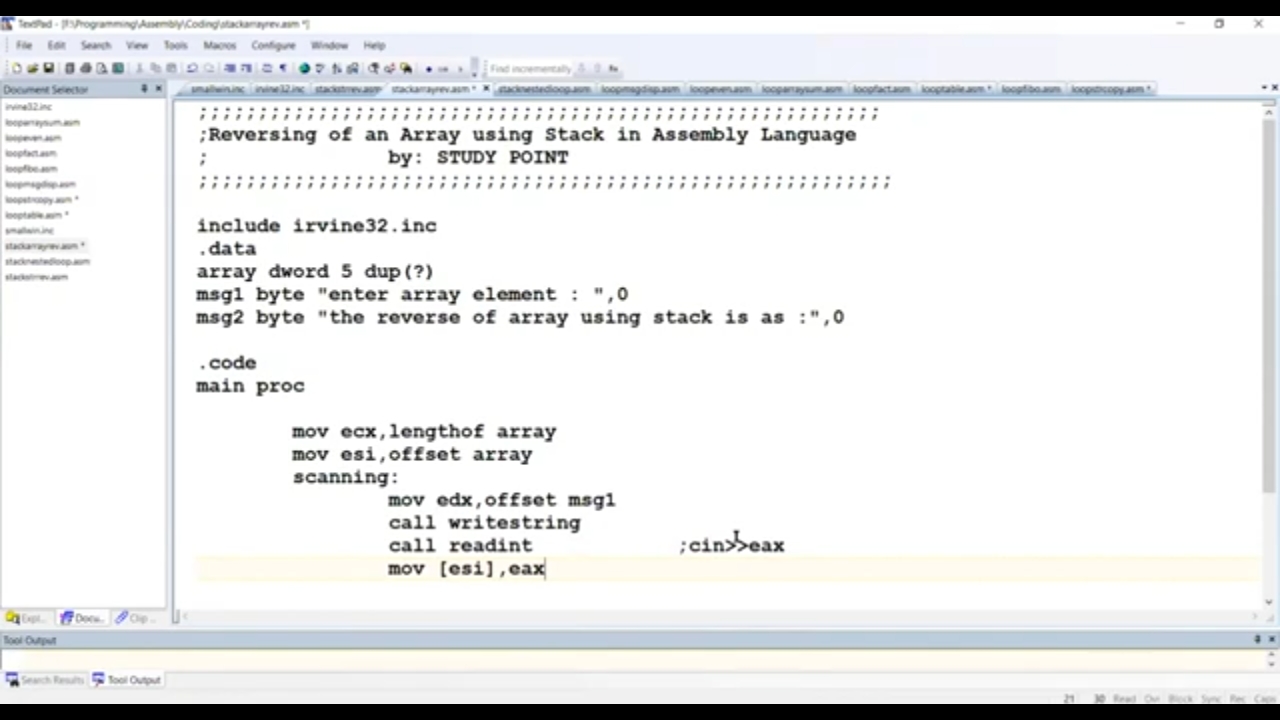 TextPad - [F:\Programming\Assembly\Coding\stackarrayrev.asm *]
File Edit Search View Tools Macros Configure Window Help
Find incrementally
Document Selector
smallwin.inc irvine32.inc stackstrrev.asm stackarrayrev.asm * stacknestedloop.asm loopmsgdisp.asm loopeven.asm looparraysum.asm loopfact.asm looptable.asm * loopfibo.asm loopstrcopy.asm *
irvine32.inc
looparraysum.asm
loopeven.asm
loopfact.asm
loopfibo.asm
loopmsgdisp.asm
loopstrcopy.asm *
looptable.asm *
smallwin.inc
stackarrayrev.asm *
stacknestedloop.asm
stackstrrev.asm
;;;;;;;;;;;;;;;;;;;;;;;;;;;;;;;;;;;;;;;;;;;;;;;;;;;;;;;;;
;Reversing of an Array using Stack in Assembly Language
; by: STUDY POINT
;;;;;;;;;;;;;;;;;;;;;;;;;;;;;;;;;;;;;;;;;;;;;;;;;;;;;;;;;;
include irvine32.inc
.data
array dword 5 dup(?)
msg1 byte "enter array element : ",0
msg2 byte "the reverse of array using stack is as :",0
.code
main proc
mov ecx,lengthof array
mov esi,offset array
scanning:
mov edx,offset msg1
call writestring
call readint ;cin>>eax
mov [esi],eax
Expl.. Docu.. Clip ..
Tool Output
Search Results Tool Output
21 30 Read Ovr Block Sync Rec Caps